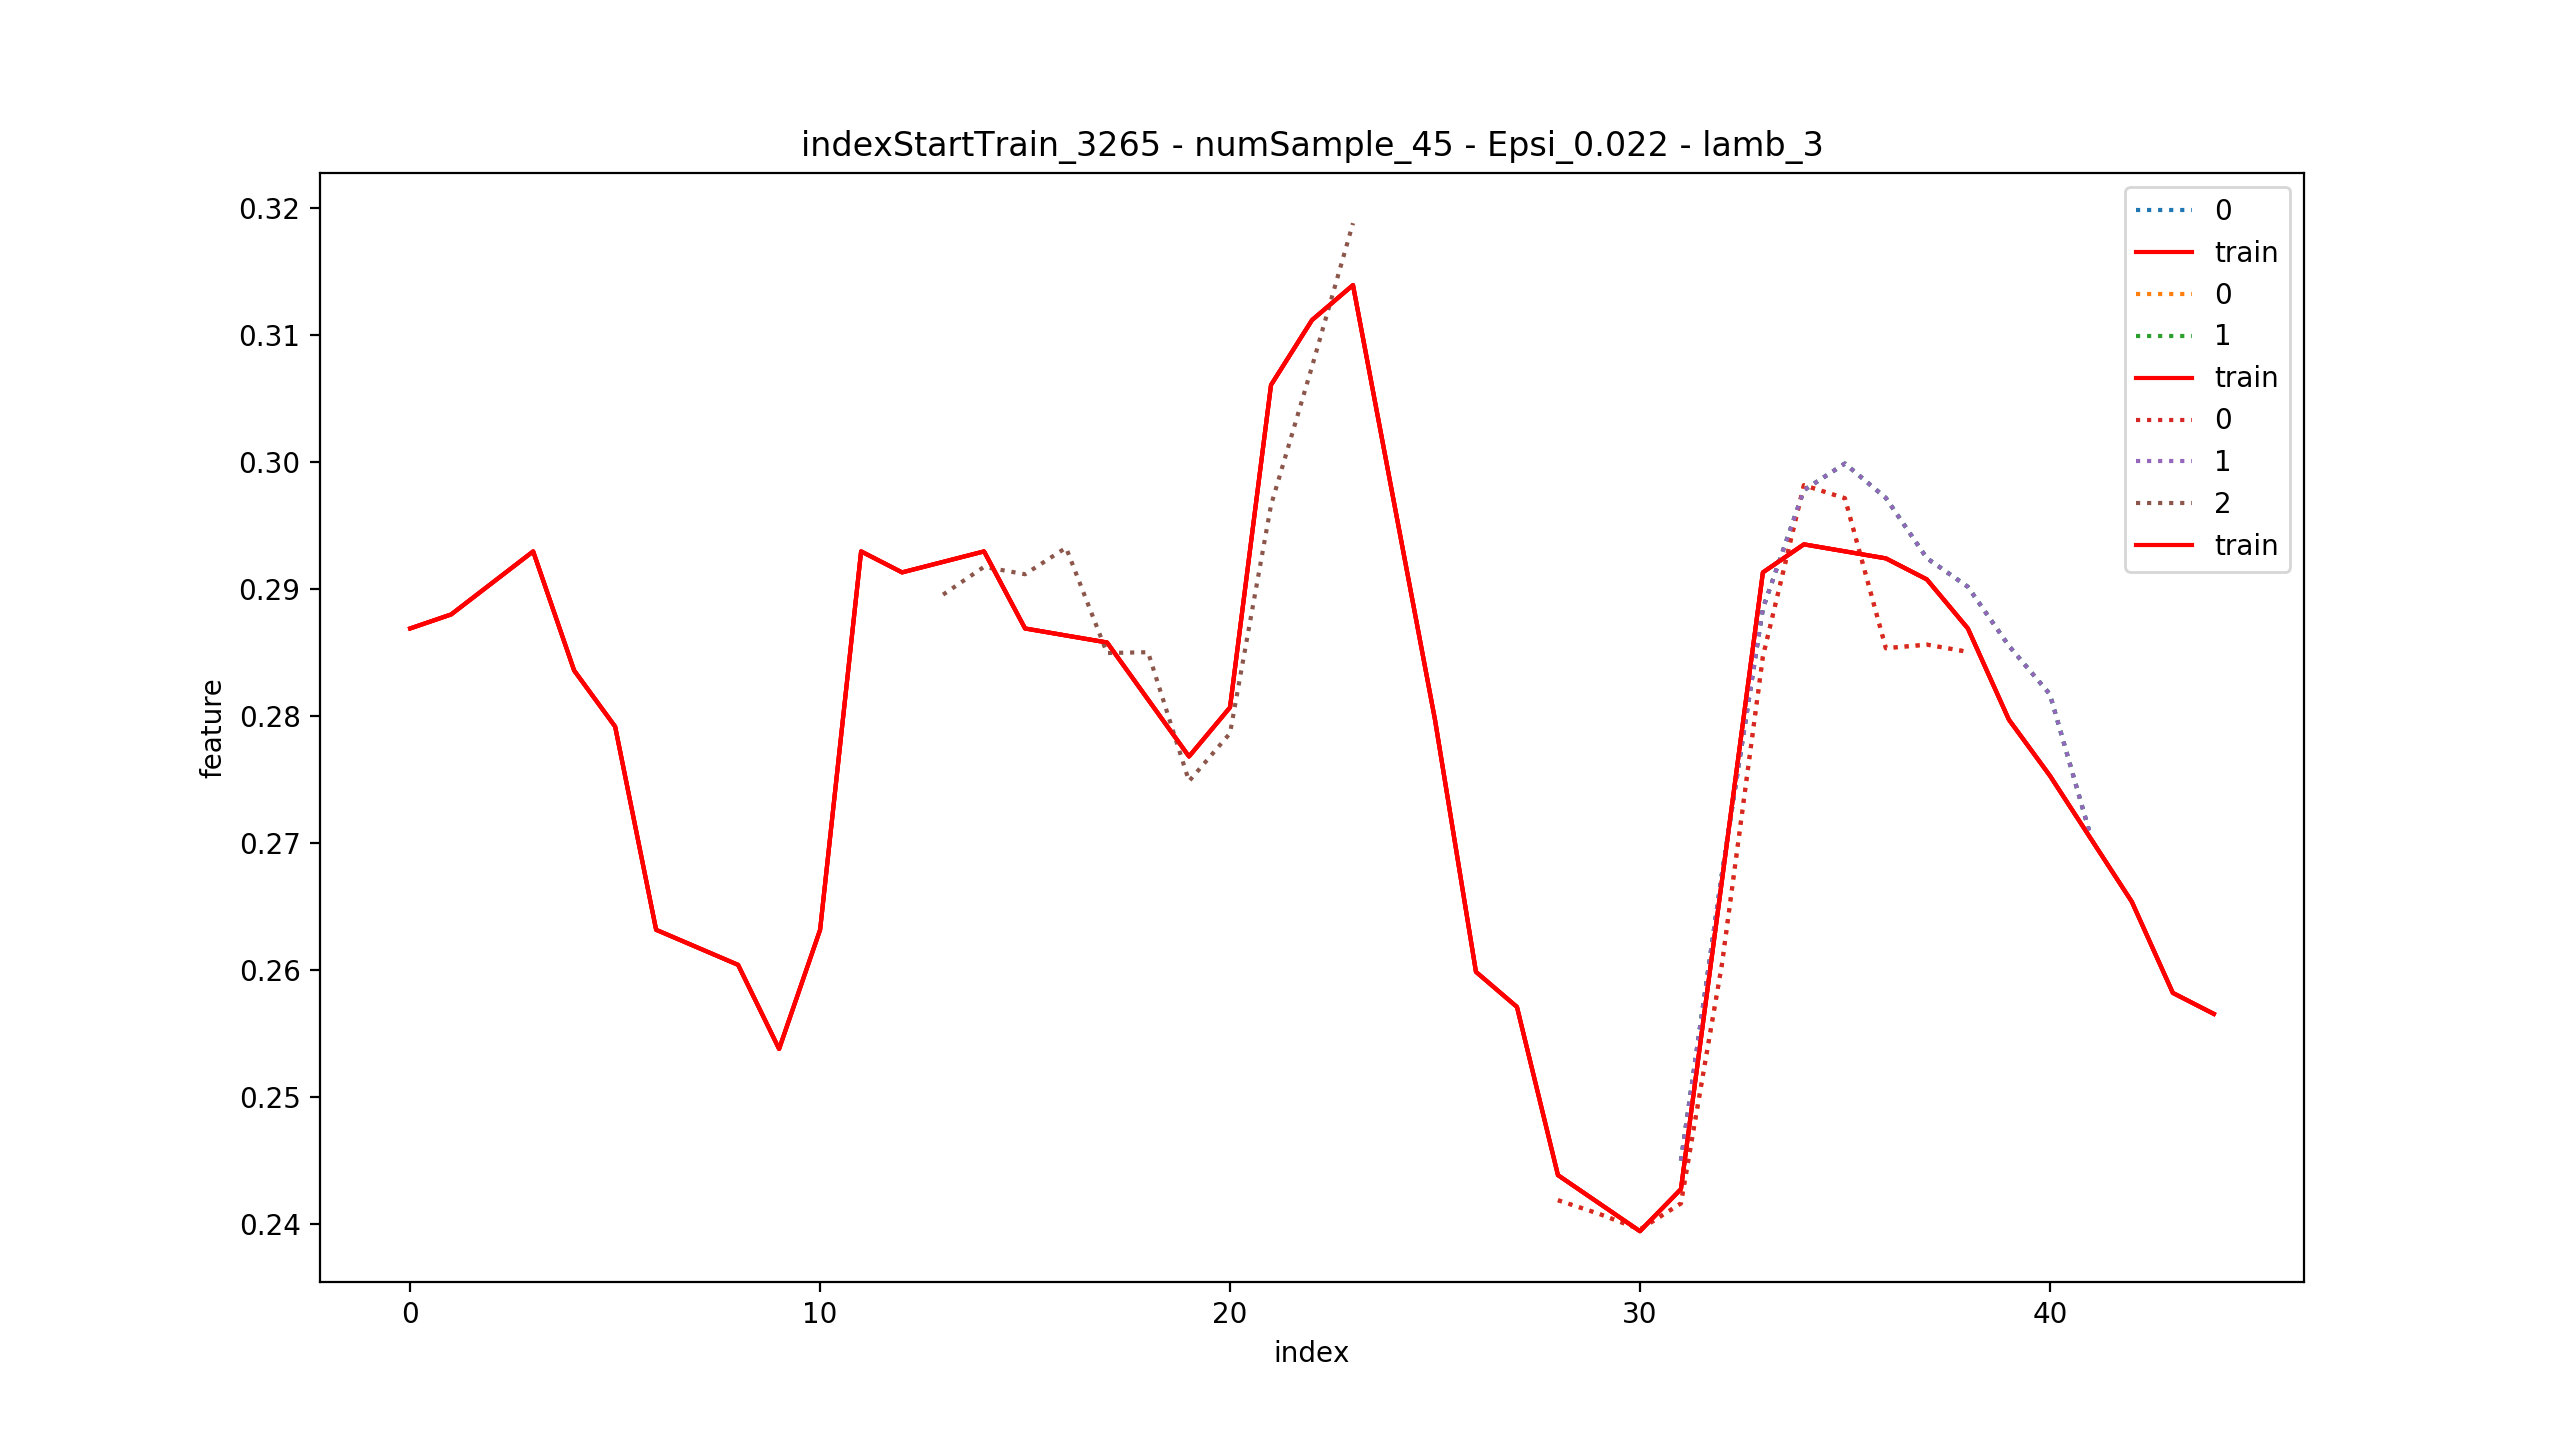 indexStartTrain_3265 - numSample_45 - Epsi_0.022 - lamb_3
0.32
0.31
0.30
0.29
0.28
0.27
0.26
0.25
0.24
feature
0
train
0
1
train
0
1
2
train
0 10 20 30 40
index